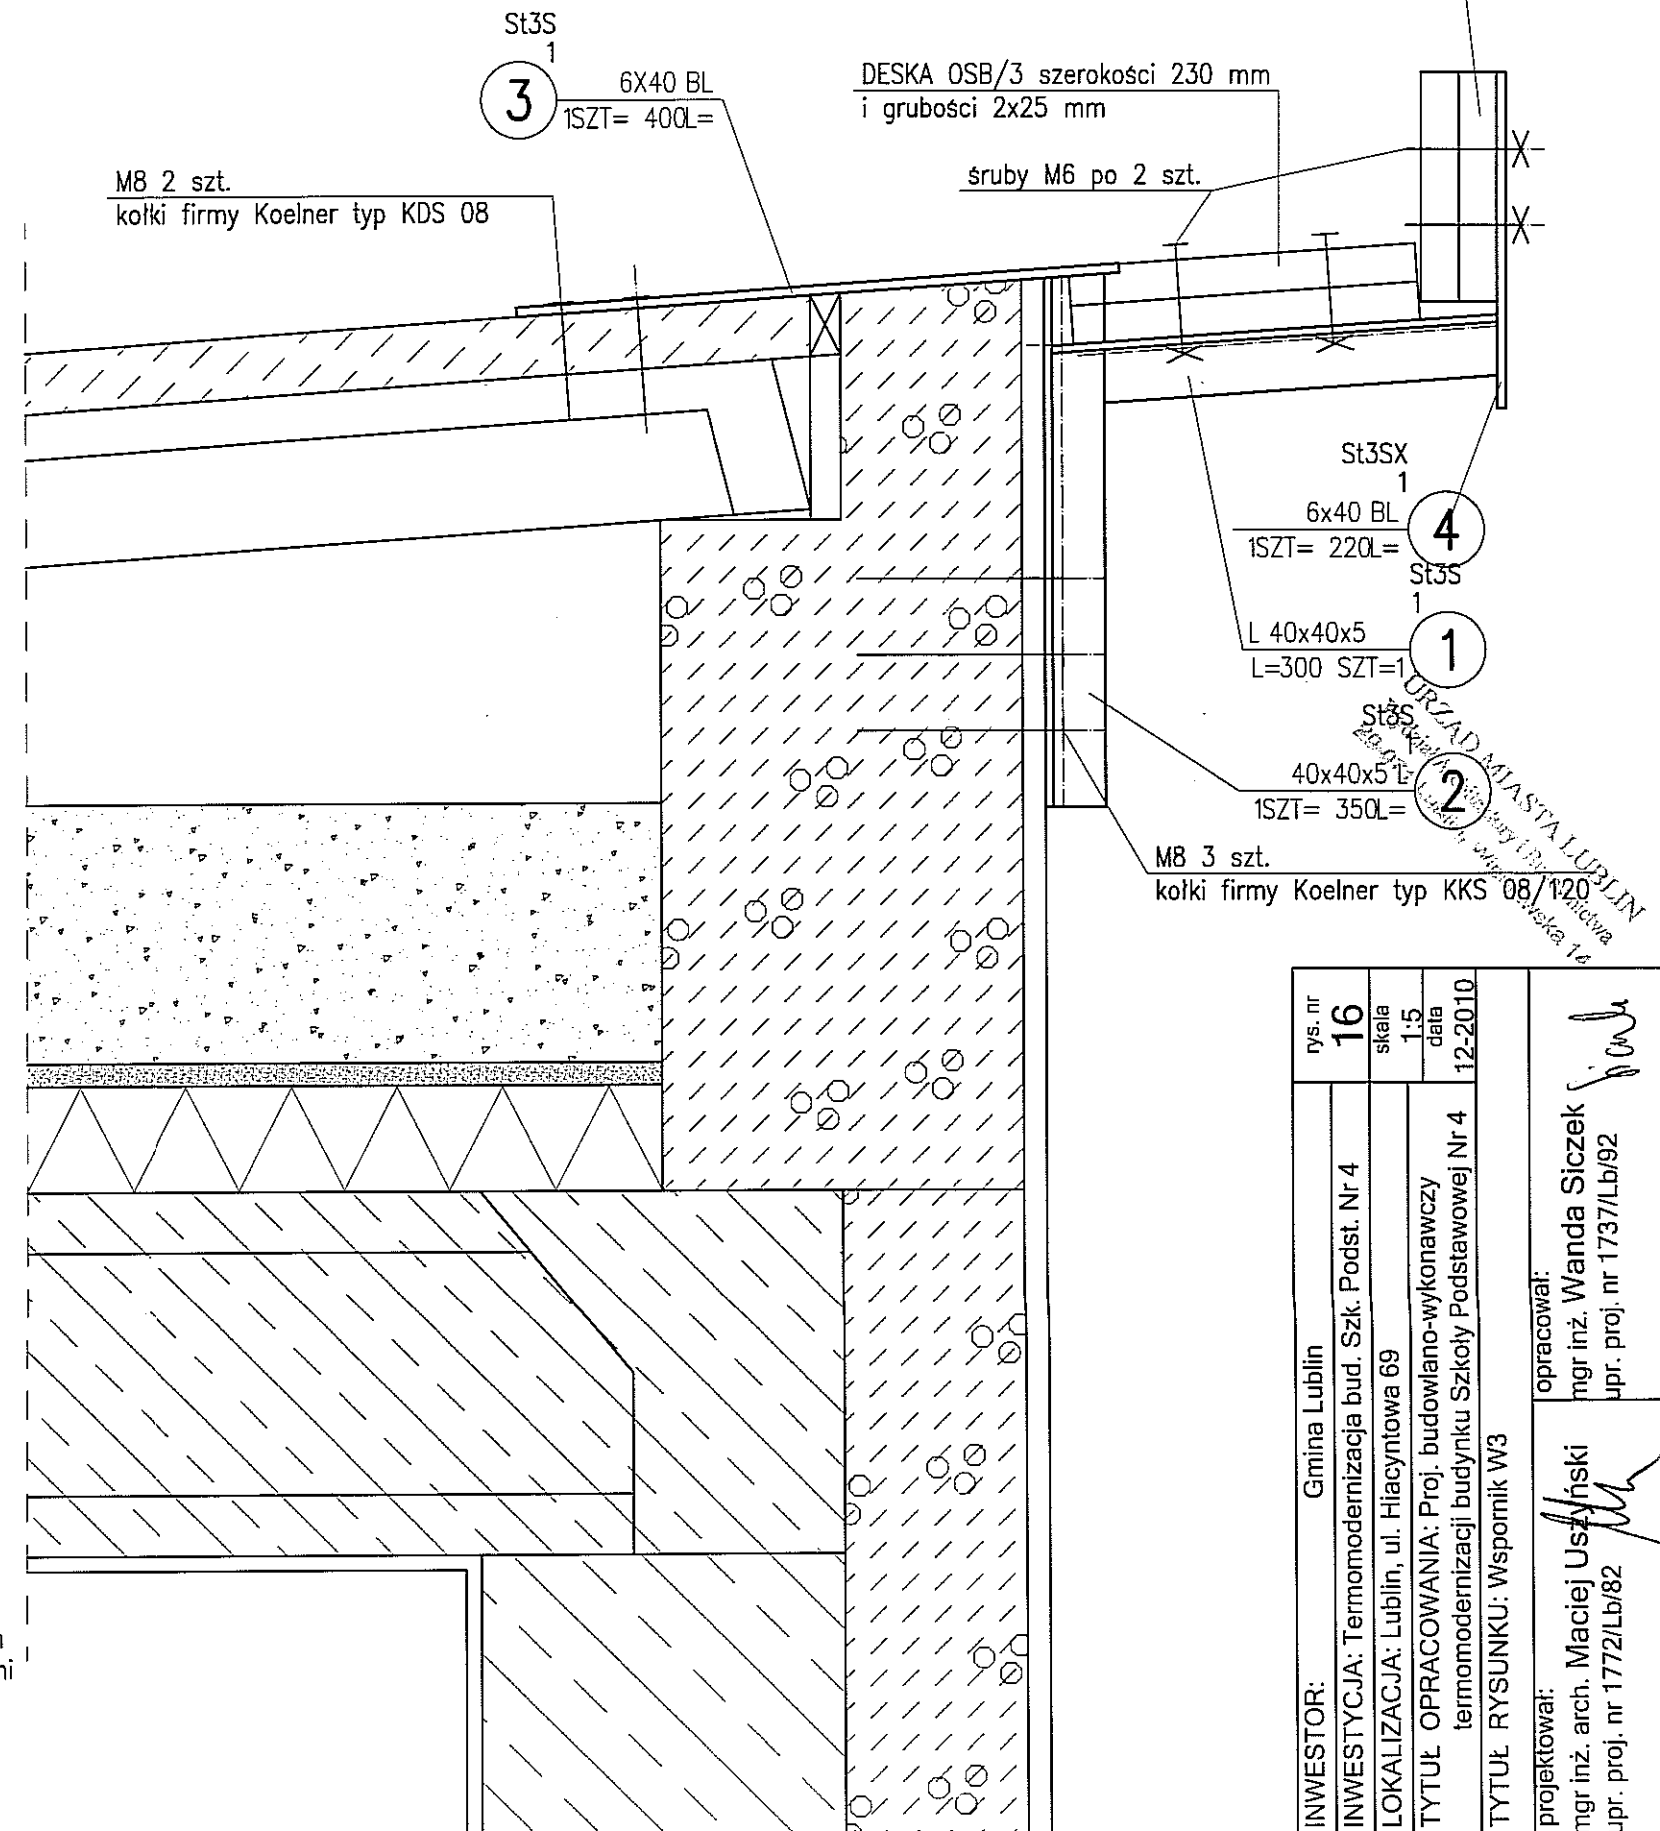 St3S
1
3
6X40 BL
1SZT= 400L=
DESKA OSB/3 szerokości 230 mm
i grubości 2x25 mm
śruby M6 po 2 szt.
M8 2 szt.
kołki firmy Koelner typ KDS 08
St3SX
1
6x40 BL
1SZT= 220L=
4
St3S
1
L 40x40x5
L=300 SZT=1
1
St3S
40x40x5 L
1SZT= 350L=
2
M8 3 szt.
kołki firmy Koelner typ KKS 08/120
URZĄD MIASTA LUBLIN
ni
INWESTOR: Gmina Lublin
rys. nr
16
INWESTYCJA: Termomodernizacja bud. Szk. Podst. Nr 4
skala
1:5
LOKALIZACJA: Lublin, ul. Hiacyntowa 69
TYTUŁ OPRACOWANIA: Proj. budowlano-wykonawczy
termomodernizacji budynku Szkoły Podstawowej Nr 4
data
12-2010
TYTUŁ RYSUNKU: Wspornik W3
projektował:
mgr inż. arch. Maciej Uszyński
upr. proj. nr 1772/Lb/82
opracował:
mgr inż. Wanda Siczek
upr. proj. nr 1737/Lb/92